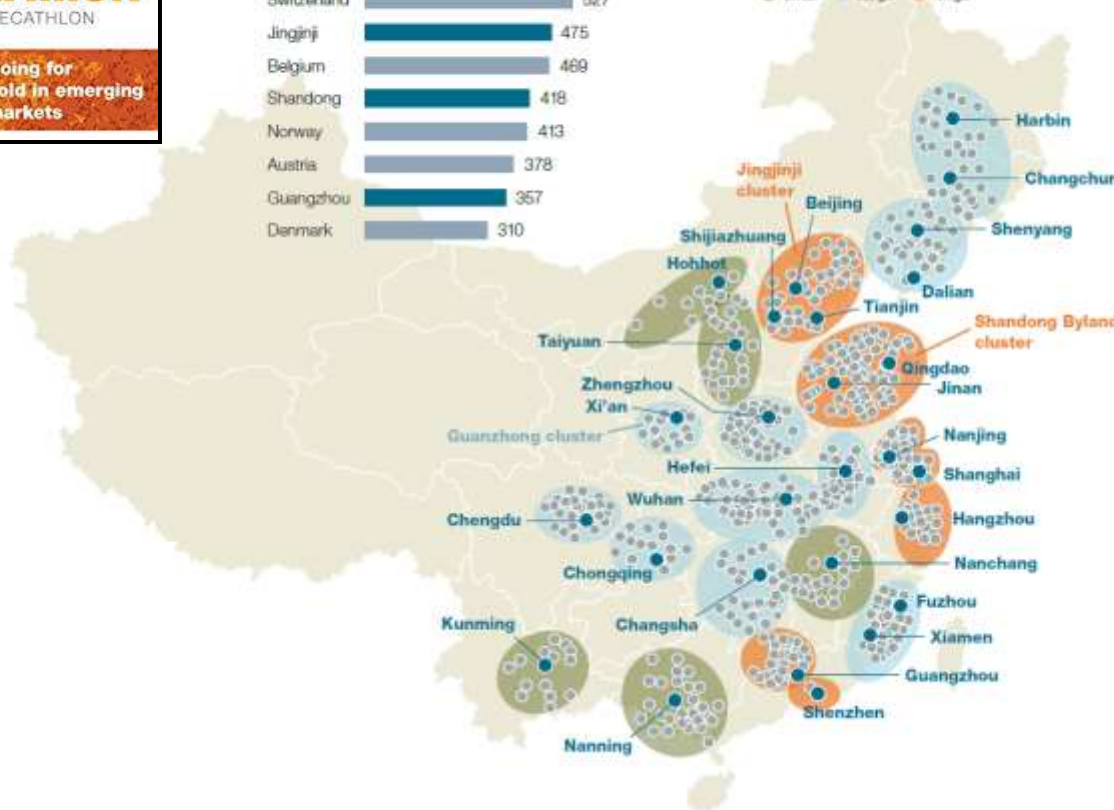 ECATHLON
oing for
old in emerging
arkets
Switzerland 527
Jingjinji 475
Belgium 469
Shandong 418
Norway 413
Austria 378
Guangzhou 357
Denmark 310
Harbin
Changchun
Shenyang
Dalian
Jingjinji
cluster
Beijing
Shijiazhuang
Hohhot
Tianjin
Shandong Byland
cluster
Taiyuan
Qingdao
Jinan
Zhengzhou
Xi'an
Guanzhong cluster
Nanjing
Hefei
Shanghai
Wuhan
Chengdu
Hangzhou
Chongqing
Nanchang
Changsha
Fuzhou
Kunming
Xiamen
Guangzhou
Shenzhen
Nanning